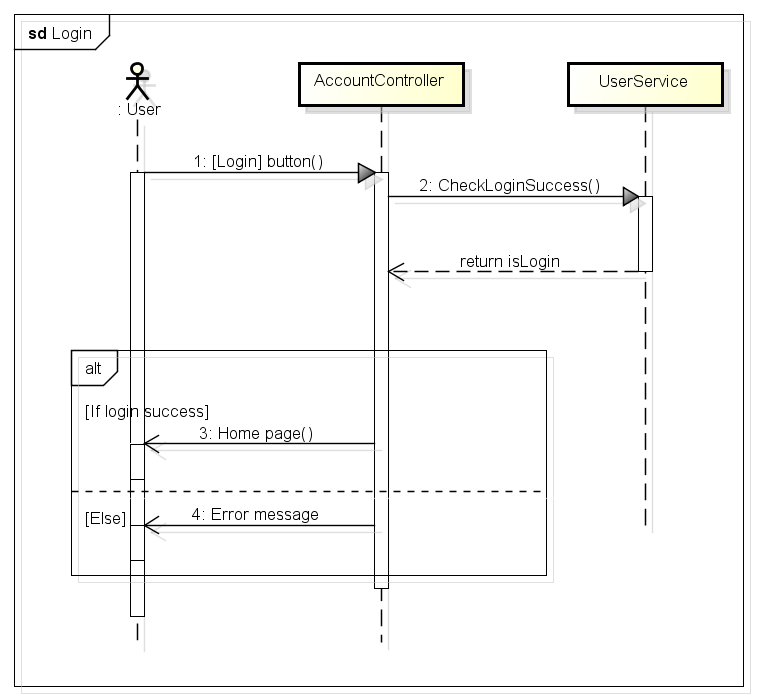 sd Login
: User
AccountController
UserService
1: [Login] button()
2: CheckLoginSuccess()
return isLogin
alt
[If login success]
3: Home page()
[Else]
4: Error message